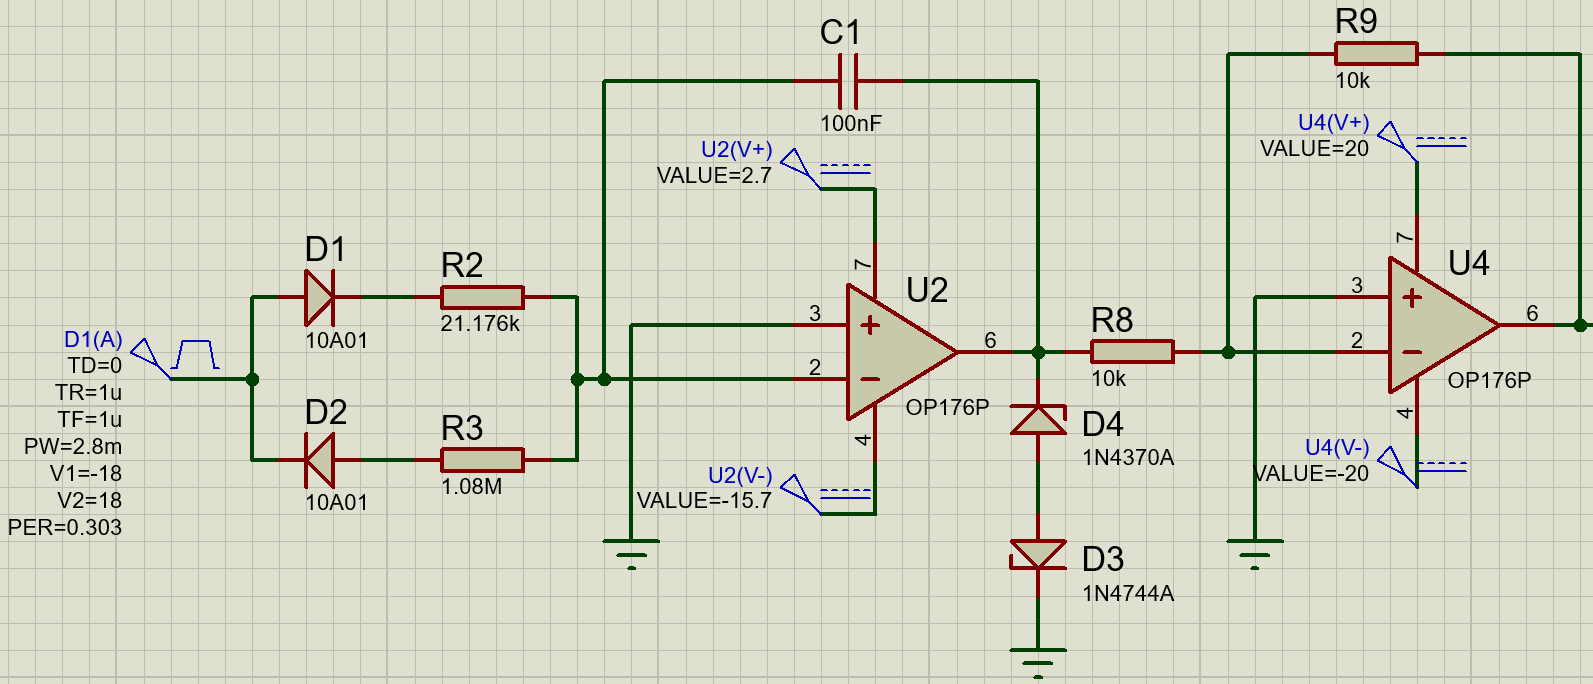 R9
10k
C1
100nF
U2(V+)
VALUE=2.7
U4(V+)
VALUE=20
D1
10A01
R2
21.176k
D1(A)
TD=0
TR=1u
TF=1u
PW=2.8m
V1=-18
V2=18
PER=0.303
D2
10A01
R3
1.08M
7
3
2
4
6
U2
OP176P
U2(V-)
VALUE=-15.7
R8
10k
D4
1N4370A
D3
1N4744A
7
3
2
4
6
U4
OP176P
U4(V-)
VALUE=-20